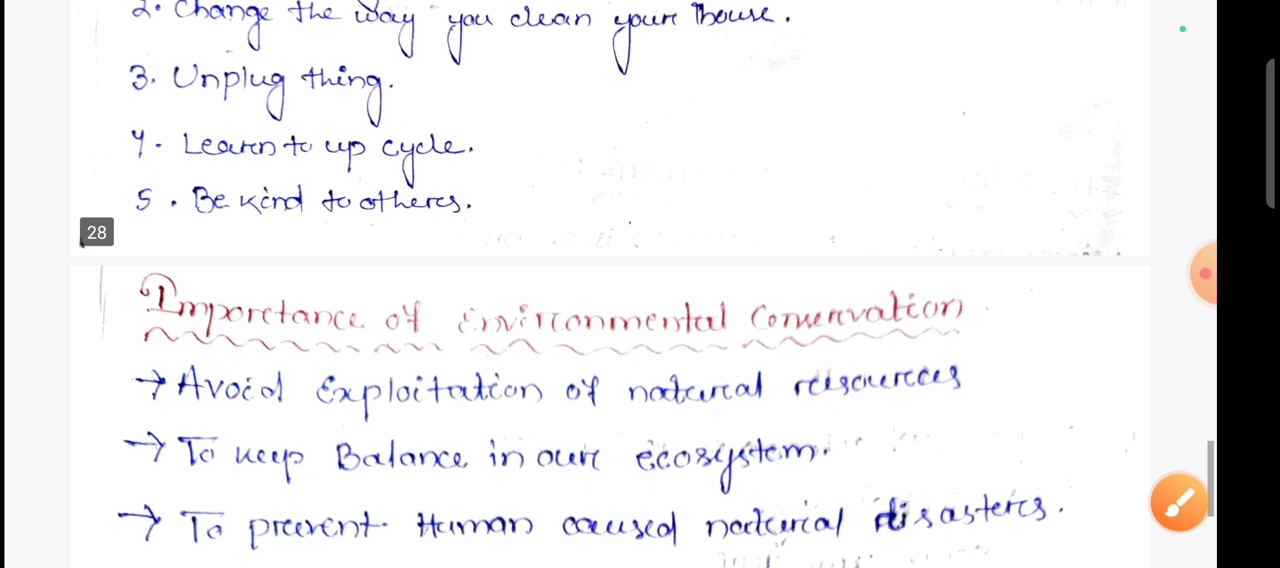 2. Change the way you clean your house.
3. Unplug thing.
4. Learn to up cycle.
5. Be kind to others.
28
Importance of Environmental Conservation
→ Avoid Exploitation of natural resources
→ To keep Balance in our ecosystem.
→ To prevent Human caused natural disasters.